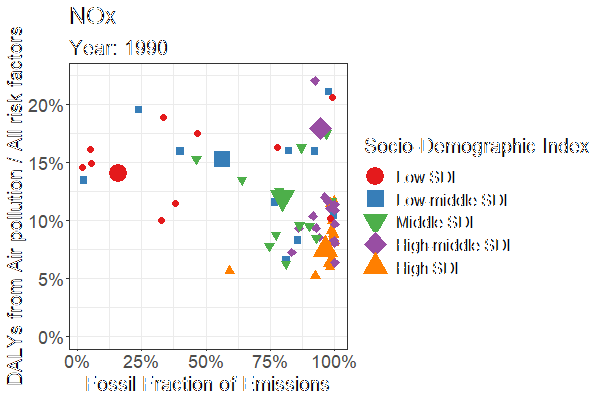 NOx
Year: 1990
DALYs from Air pollution / All risk factors
20%
15%
10%
5%
0%
0%
25%
50%
75%
100%
Fossil Fraction of Emissions
Socio-Demographic Index
Low SDI
Low-middle SDI
Middle SDI
High-middle SDI
High SDI